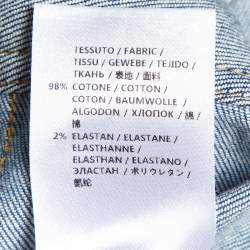 TESSUTO / FABRIC /
TISSU / GEWEBE / TEJIDO /
ТКАНЬ / 表地 / 面料
98% COTONE / COTTON /
COTON / BAUMWOLLE /
ALGODON / ХЛОПОК / 綿 /
棉
2% ELASTAN / ELASTANE /
ELASTHANNE /
ELASTHAN / ELASTANO /
ЭЛАСТАН / ポリウレタン /
氨纶